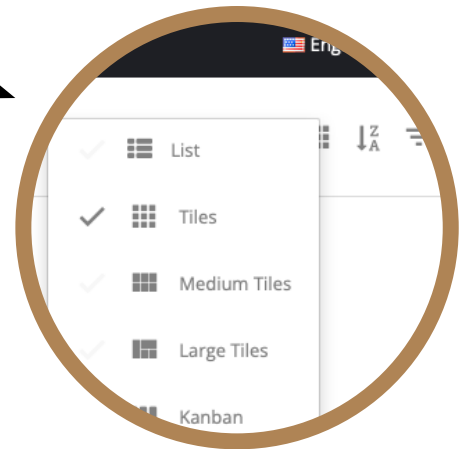 Eng
Z
A
List
Tiles
Medium Tiles
Large Tiles
Kanban